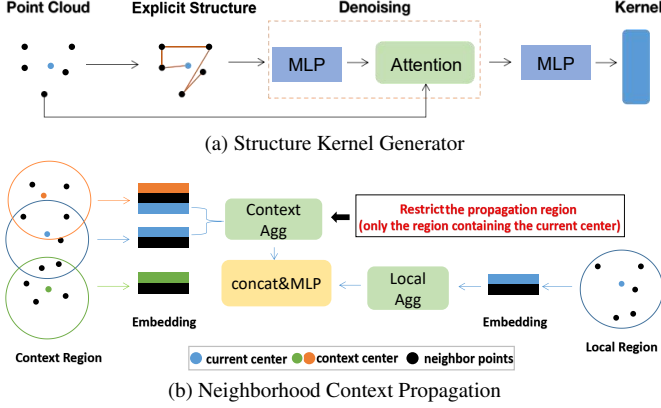 Point Cloud
Explicit Structure
Denoising
Kernel
MLP
Attention
MLP
(a) Structure Kernel Generator
Context
Agg
Restrict the propagation region
(only the region containing the current center)
concat&MLP
Local
Agg
Embedding
Embedding
Context Region
Local Region
current center
context center
neighbor points
(b) Neighborhood Context Propagation